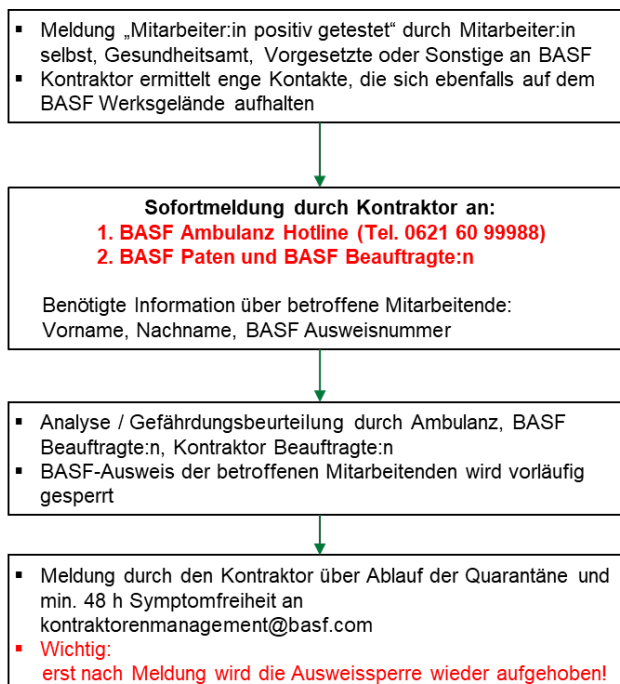 ▪ Meldung „Mitarbeiter:in positiv getestet“ durch Mitarbeiter:in
selbst, Gesundheitsamt, Vorgesetzte oder Sonstige an BASF
▪ Kontraktor ermittelt enge Kontakte, die sich ebenfalls auf dem
BASF Werksgelände aufhalten
Sofortmeldung durch Kontraktor an:
1. BASF Ambulanz Hotline (Tel. 0621 60 99988)
2. BASF Paten und BASF Beauftragte:n
Benötigte Information über betroffene Mitarbeitende:
Vorname, Nachname, BASF Ausweisnummer
▪ Analyse / Gefährdungsbeurteilung durch Ambulanz, BASF
Beauftragte:n, Kontraktor Beauftragte:n
▪ BASF-Ausweis der betroffenen Mitarbeitenden wird vorläufig
gesperrt
▪ Meldung durch den Kontraktor über Ablauf der Quarantäne und
min. 48 h Symptomfreiheit an
kontraktorenmanagement@basf.com
▪ Wichtig:
erst nach Meldung wird die Ausweissperre wieder aufgehoben!